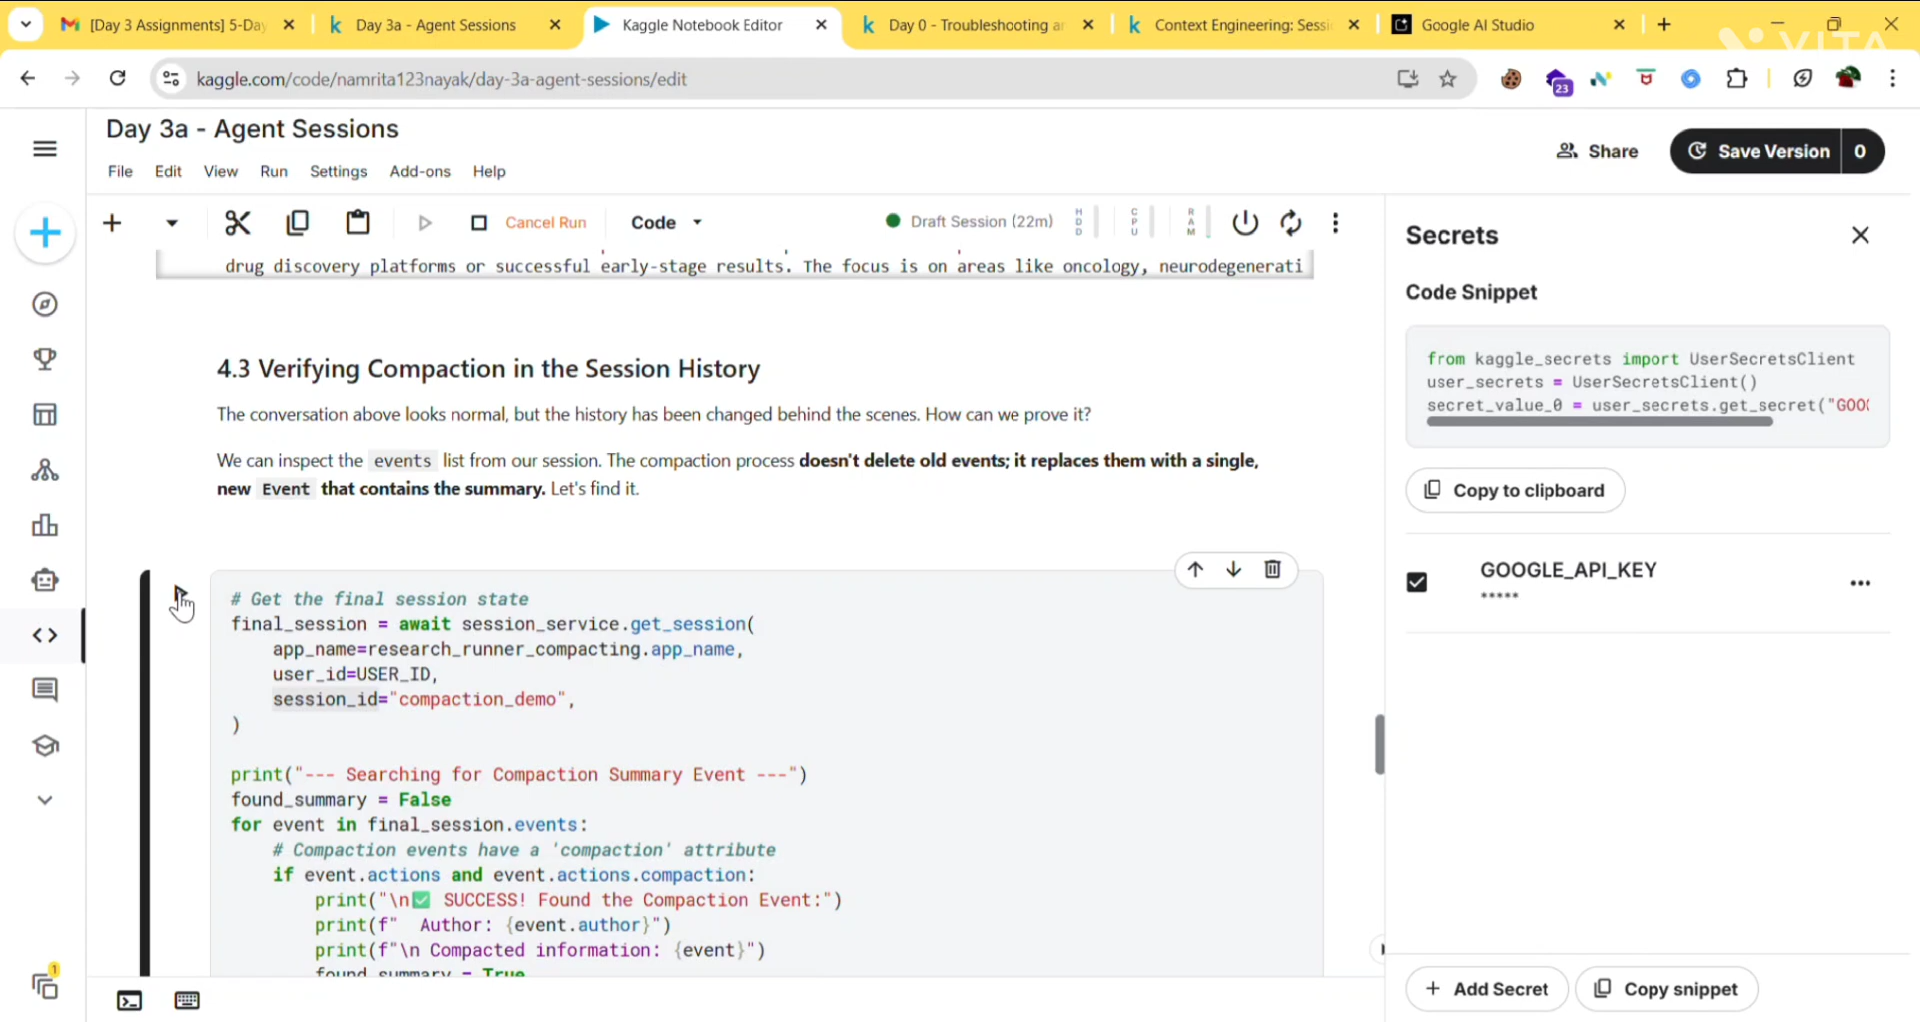 [Day 3 Assignments] 5-Day
Day 3a - Agent Sessions
Kaggle Notebook Editor
Day 0 - Troubleshooting a
Context Engineering: Sessi
Google AI Studio
VITA
kaggle.com/code/namrita123nayak/day-3a-agent-sessions/edit
23
Day 3a - Agent Sessions
File Edit View Run Settings Add-ons Help
Share
Save Version 0
Cancel Run
Code
Draft Session (22m)
HDD
CPU
RAM
drug discovery platforms or successful early-stage results. The focus is on areas like oncology, neurodegenerati
4.3 Verifying Compaction in the Session History
The conversation above looks normal, but the history has been changed behind the scenes. How can we prove it?
We can inspect the events list from our session. The compaction process doesn't delete old events; it replaces them with a single,
new Event that contains the summary. Let's find it.
# Get the final session state
final_session = await session_service.get_session(
    app_name=research_runner_compacting.app_name,
    user_id=USER_ID,
    session_id="compaction_demo",
)
print("--- Searching for Compaction Summary Event ---")
found_summary = False
for event in final_session.events:
    # Compaction events have a 'compaction' attribute
    if event.actions and event.actions.compaction:
        print("\n✅ SUCCESS! Found the Compaction Event:")
        print(f"  Author: {event.author}")
        print(f"\n Compacted information: {event}")
        found_summary = True
Secrets
Code Snippet
from kaggle_secrets import UserSecretsClient
user_secrets = UserSecretsClient()
secret_value_0 = user_secrets.get_secret("GOO
Copy to clipboard
GOOGLE_API_KEY
*****
Add Secret
Copy snippet
1